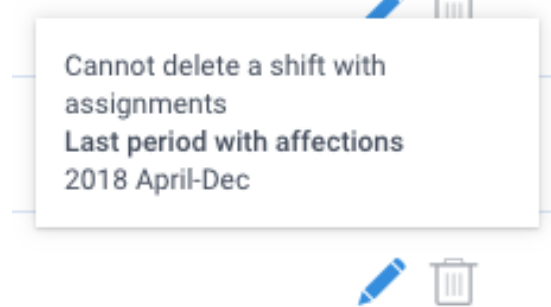 Cannot delete a shift with
assignments
Last period with affections
2018 April-Dec